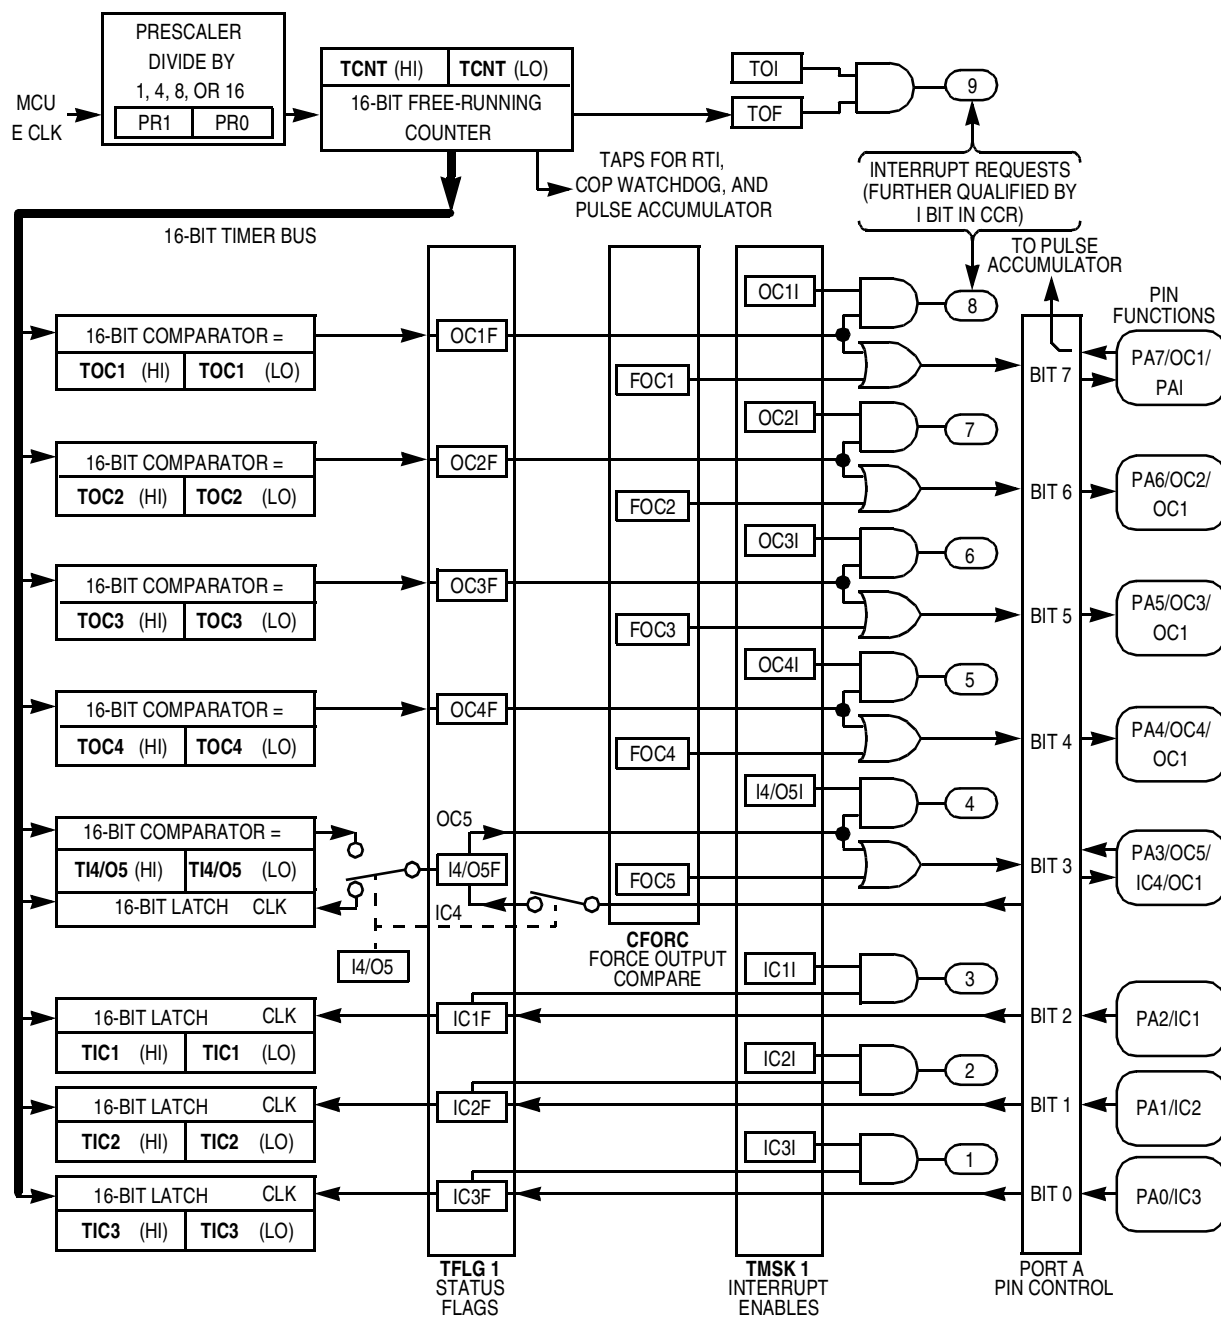 PRESCALER
DIVIDE BY
1, 4, 8, OR 16
PR1 PR0
MCU
E CLK
TCNT (HI) TCNT (LO)
16-BIT FREE-RUNNING
COUNTER
TOI
TOF
9
TAPS FOR RTI,
COP WATCHDOG, AND
PULSE ACCUMULATOR
INTERRUPT REQUESTS
(FURTHER QUALIFIED BY
I BIT IN CCR)
16-BIT TIMER BUS
TO PULSE
ACCUMULATOR
PIN
FUNCTIONS
OC1I
8
16-BIT COMPARATOR =
TOC1 (HI) TOC1 (LO)
OC1F
FOC1
BIT 7
PA7/OC1/
PAI
OC2I
7
16-BIT COMPARATOR =
TOC2 (HI) TOC2 (LO)
OC2F
FOC2
BIT 6
PA6/OC2/
OC1
OC3I
6
16-BIT COMPARATOR =
TOC3 (HI) TOC3 (LO)
OC3F
FOC3
BIT 5
PA5/OC3/
OC1
OC4I
5
16-BIT COMPARATOR =
TOC4 (HI) TOC4 (LO)
OC4F
FOC4
BIT 4
PA4/OC4/
OC1
I4/O5I
4
16-BIT COMPARATOR =
TI4/O5 (HI) TI4/O5 (LO)
16-BIT LATCH CLK
OC5
I4/O5F
IC4
I4/O5
FOC5
BIT 3
PA3/OC5/
IC4/OC1
CFORC
FORCE OUTPUT
COMPARE
IC1I
3
16-BIT LATCH CLK
TIC1 (HI) TIC1 (LO)
IC1F
BIT 2
PA2/IC1
IC2I
2
16-BIT LATCH CLK
TIC2 (HI) TIC2 (LO)
IC2F
BIT 1
PA1/IC2
IC3I
1
16-BIT LATCH CLK
TIC3 (HI) TIC3 (LO)
IC3F
BIT 0
PA0/IC3
TFLG 1
STATUS
FLAGS
TMSK 1
INTERRUPT
ENABLES
PORT A
PIN CONTROL